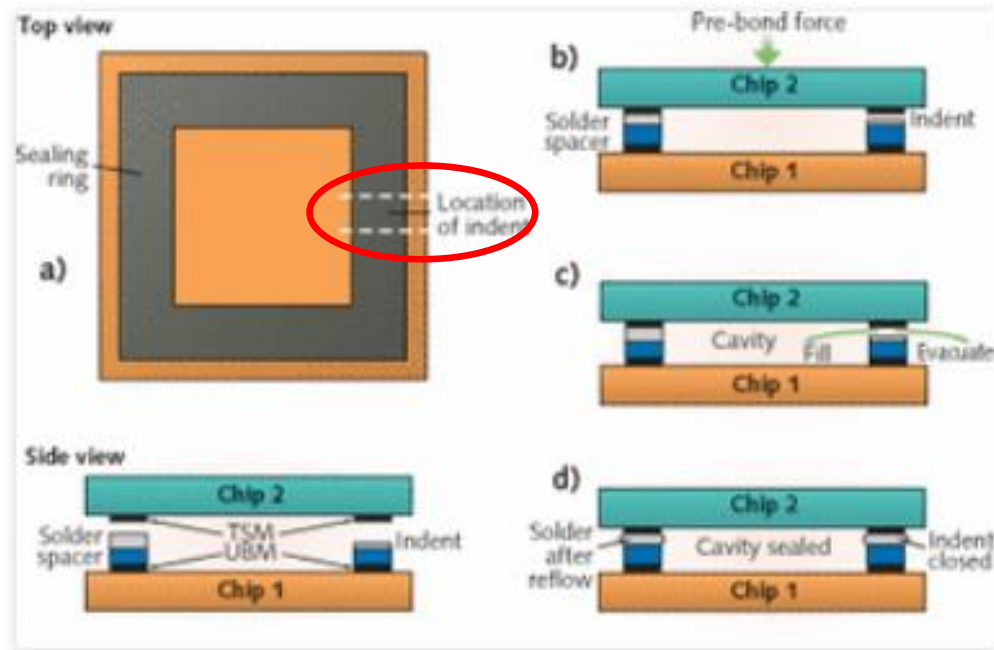 Top view
Sealing
ring
Location
of indent
a)
Side view
Chip 2
Solder
spacer
TSM
UBM
Indent
Chip 1
Pre-bond force
b)
Chip 2
Solder
spacer
Indent
Chip 1
c)
Chip 2
Cavity
Fill
Evacuate
Chip 1
d)
Chip 2
Solder
after
reflow
Cavity sealed
Indent
closed
Chip 1